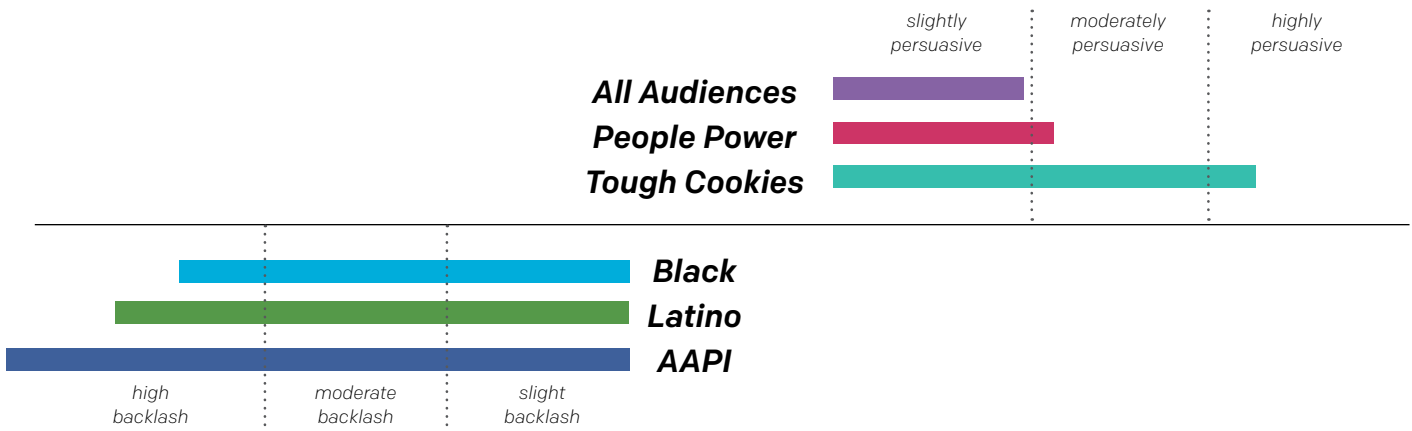 slightly
persuasive
moderately
persuasive
highly
persuasive
All Audiences
People Power
Tough Cookies
Black
Latino
AAPI
high
backlash
moderate
backlash
slight
backlash